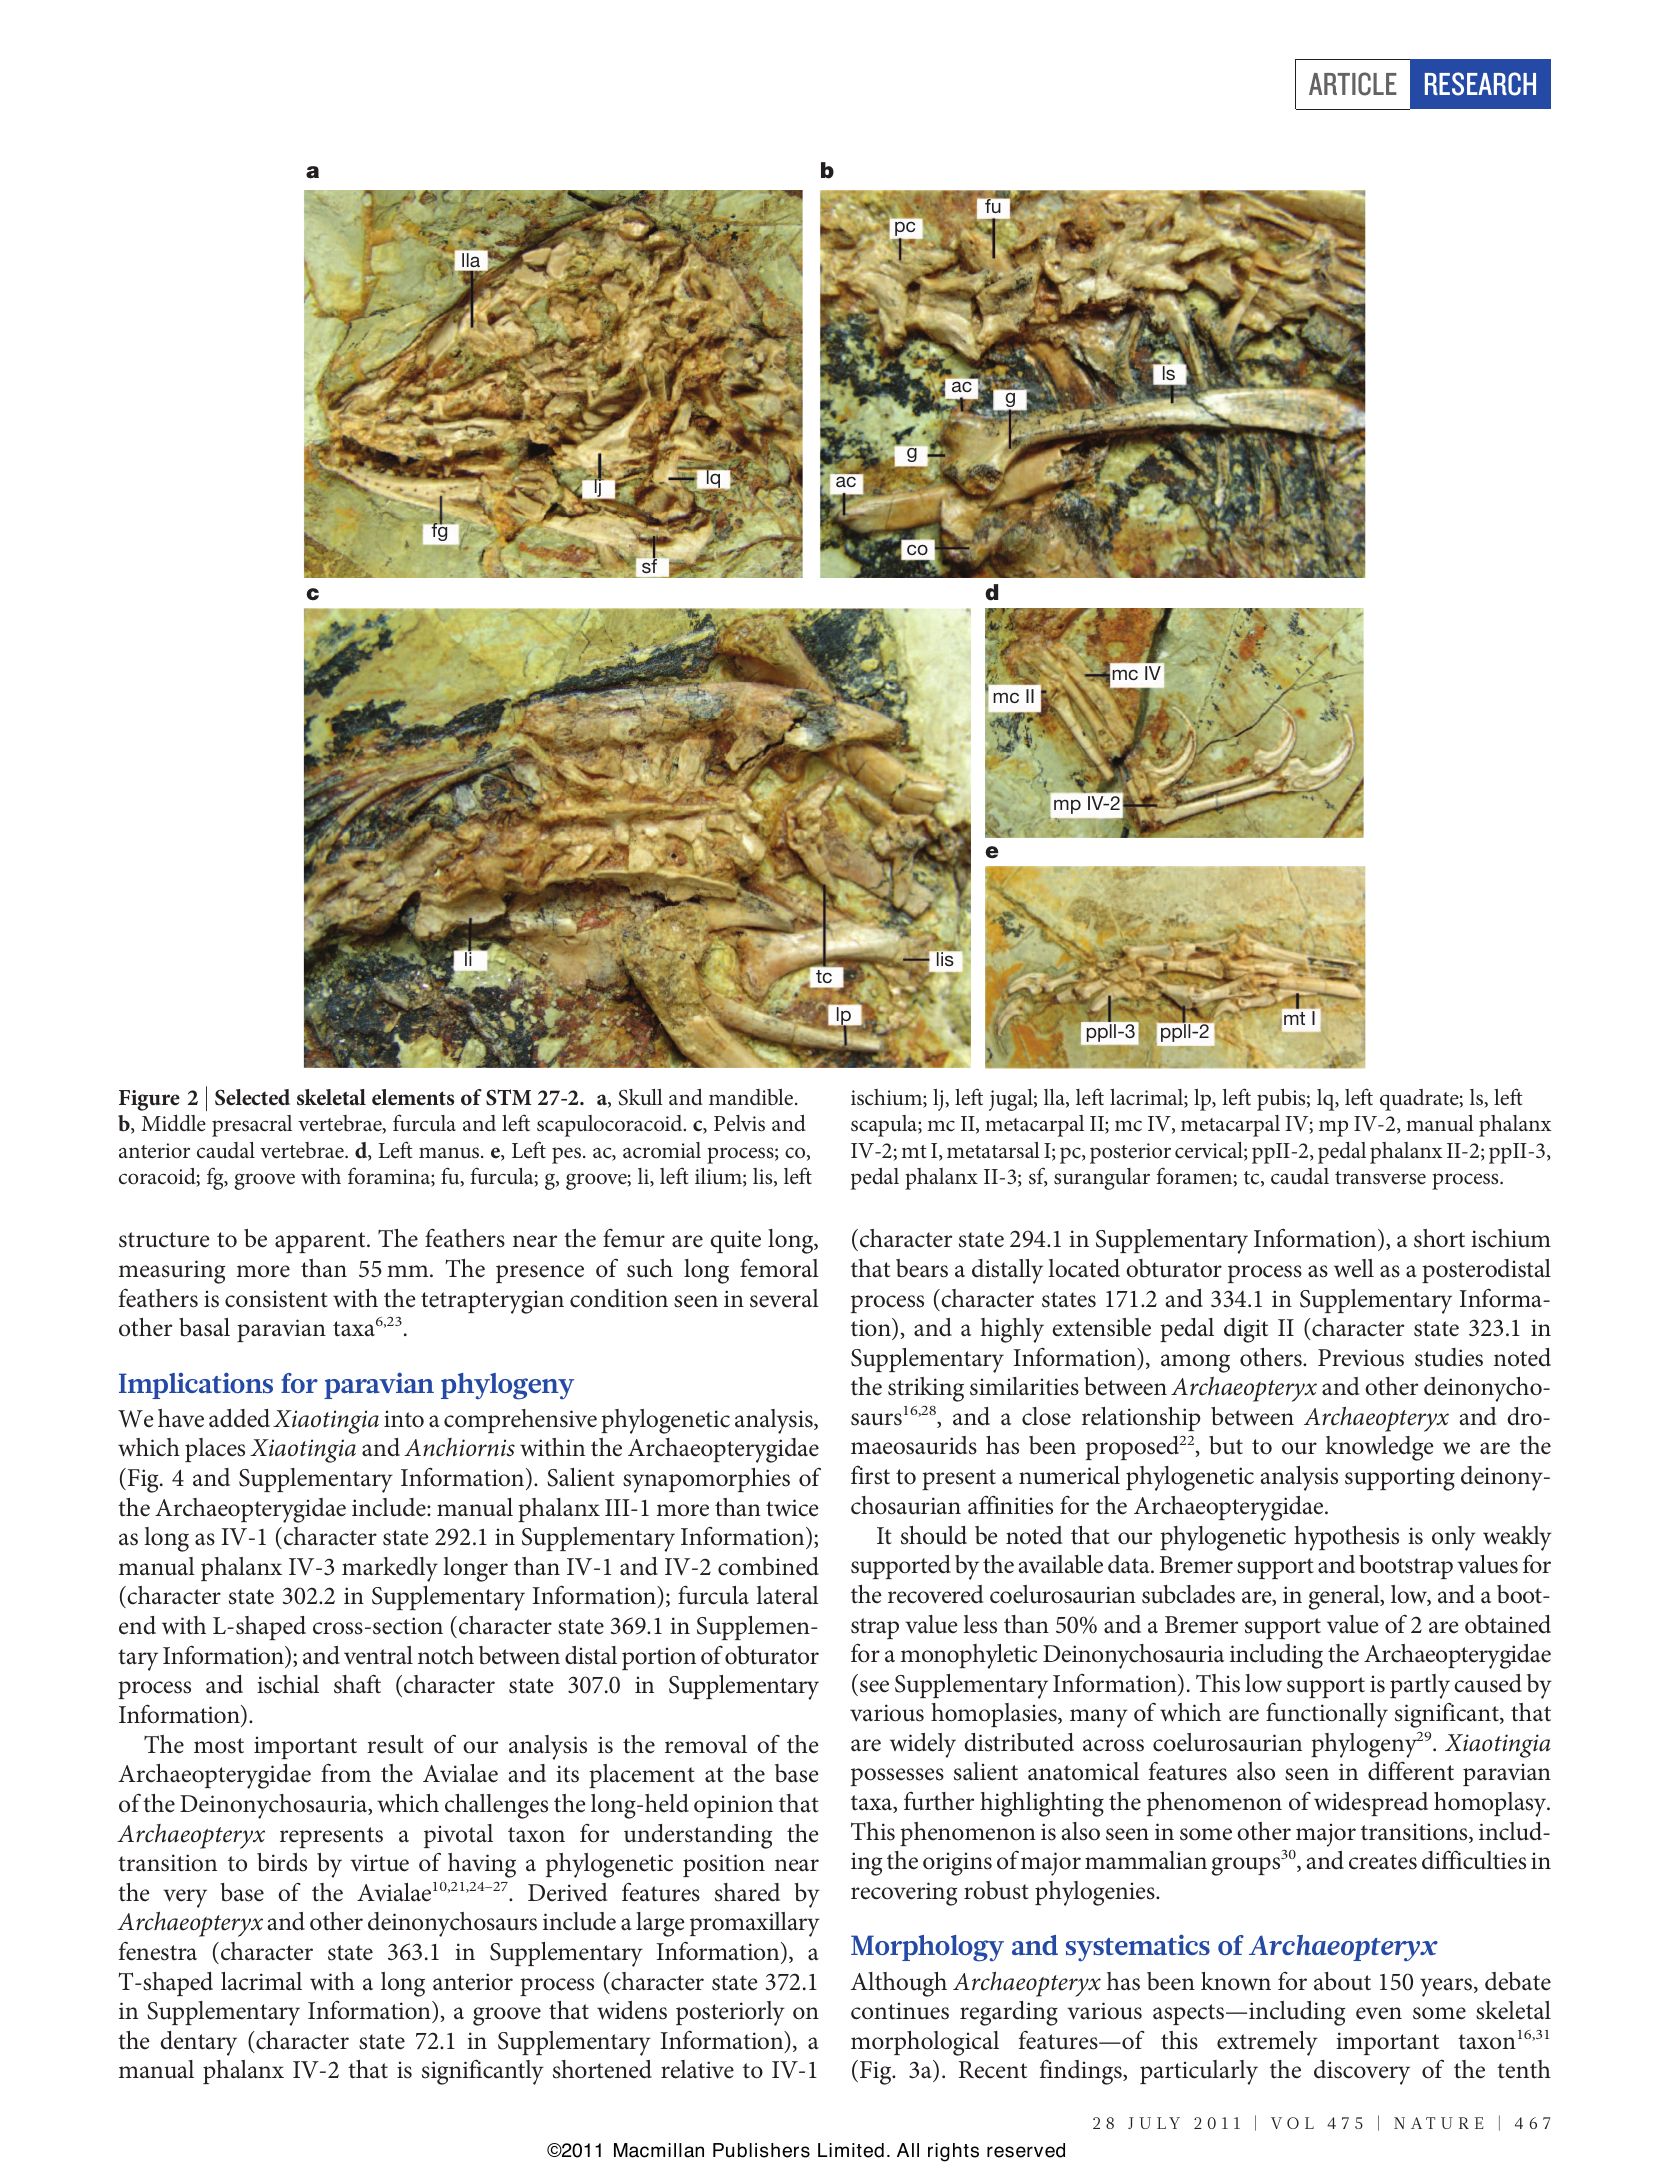 ARTICLE RESEARCH
a
b
lla
lj
lq
fg
sf
pc
fu
ac
g
ls
g
ac
co
c
d
li
tc
lis
lp
mc IV
mc II
mp IV-2
e
ppII-3
ppII-2
mt I
Figure 2 | Selected skeletal elements of STM 27-2. a, Skull and mandible.
b, Middle presacral vertebrae, furcula and left scapulocoracoid. c, Pelvis and
anterior caudal vertebrae. d, Left manus. e, Left pes. ac, acromial process; co,
coracoid; fg, groove with foramina; fu, furcula; g, groove; li, left ilium; lis, left
ischium; lj, left jugal; lla, left lacrimal; lp, left pubis; lq, left quadrate; ls, left
scapula; mc II, metacarpal II; mc IV, metacarpal IV; mp IV-2, manual phalanx
IV-2; mt I, metatarsal I; pc, posterior cervical; ppII-2, pedal phalanx II-2; ppII-3,
pedal phalanx II-3; sf, surangular foramen; tc, caudal transverse process.
structure to be apparent. The feathers near the femur are quite long,
measuring more than 55 mm. The presence of such long femoral
feathers is consistent with the tetrapterygian condition seen in several
other basal paravian taxa6,23.
Implications for paravian phylogeny
We have added Xiaotingia into a comprehensive phylogenetic analysis,
which places Xiaotingia and Anchiornis within the Archaeopterygidae
(Fig. 4 and Supplementary Information). Salient synapomorphies of
the Archaeopterygidae include: manual phalanx III-1 more than twice
as long as IV-1 (character state 292.1 in Supplementary Information);
manual phalanx IV-3 markedly longer than IV-1 and IV-2 combined
(character state 302.2 in Supplementary Information); furcula lateral
end with L-shaped cross-section (character state 369.1 in Supplemen-
tary Information); and ventral notch between distal portion of obturator
process and ischial shaft (character state 307.0 in Supplementary
Information).
The most important result of our analysis is the removal of the
Archaeopterygidae from the Avialae and its placement at the base
of the Deinonychosauria, which challenges the long-held opinion that
Archaeopteryx represents a pivotal taxon for understanding the
transition to birds by virtue of having a phylogenetic position near
the very base of the Avialae10,21,24–27. Derived features shared by
Archaeopteryx and other deinonychosaurs include a large promaxillary
fenestra (character state 363.1 in Supplementary Information), a
T-shaped lacrimal with a long anterior process (character state 372.1
in Supplementary Information), a groove that widens posteriorly on
the dentary (character state 72.1 in Supplementary Information), a
manual phalanx IV-2 that is significantly shortened relative to IV-1
(character state 294.1 in Supplementary Information), a short ischium
that bears a distally located obturator process as well as a posterodistal
process (character states 171.2 and 334.1 in Supplementary Informa-
tion), and a highly extensible pedal digit II (character state 323.1 in
Supplementary Information), among others. Previous studies noted
the striking similarities between Archaeopteryx and other deinonycho-
saurs16,28, and a close relationship between Archaeopteryx and dro-
maeosaurids has been proposed22, but to our knowledge we are the
first to present a numerical phylogenetic analysis supporting deinony-
chosaurian affinities for the Archaeopterygidae.
It should be noted that our phylogenetic hypothesis is only weakly
supported by the available data. Bremer support and bootstrap values for
the recovered coelurosaurian subclades are, in general, low, and a boot-
strap value less than 50% and a Bremer support value of 2 are obtained
for a monophyletic Deinonychosauria including the Archaeopterygidae
(see Supplementary Information). This low support is partly caused by
various homoplasies, many of which are functionally significant, that
are widely distributed across coelurosaurian phylogeny29. Xiaotingia
possesses salient anatomical features also seen in different paravian
taxa, further highlighting the phenomenon of widespread homoplasy.
This phenomenon is also seen in some other major transitions, includ-
ing the origins of major mammalian groups30, and creates difficulties in
recovering robust phylogenies.
Morphology and systematics of Archaeopteryx
Although Archaeopteryx has been known for about 150 years, debate
continues regarding various aspects—including even some skeletal
morphological features—of this extremely important taxon16,31
(Fig. 3a). Recent findings, particularly the discovery of the tenth
28 JULY 2011 | VOL 475 | NATURE | 467
©2011 Macmillan Publishers Limited. All rights reserved